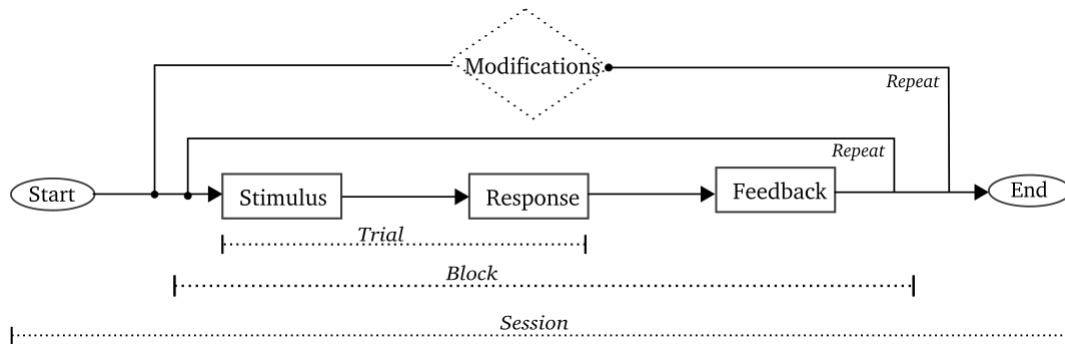 Modifications
Repeat
Repeat
Start
Stimulus
Response
Feedback
End
Trial
Block
Session